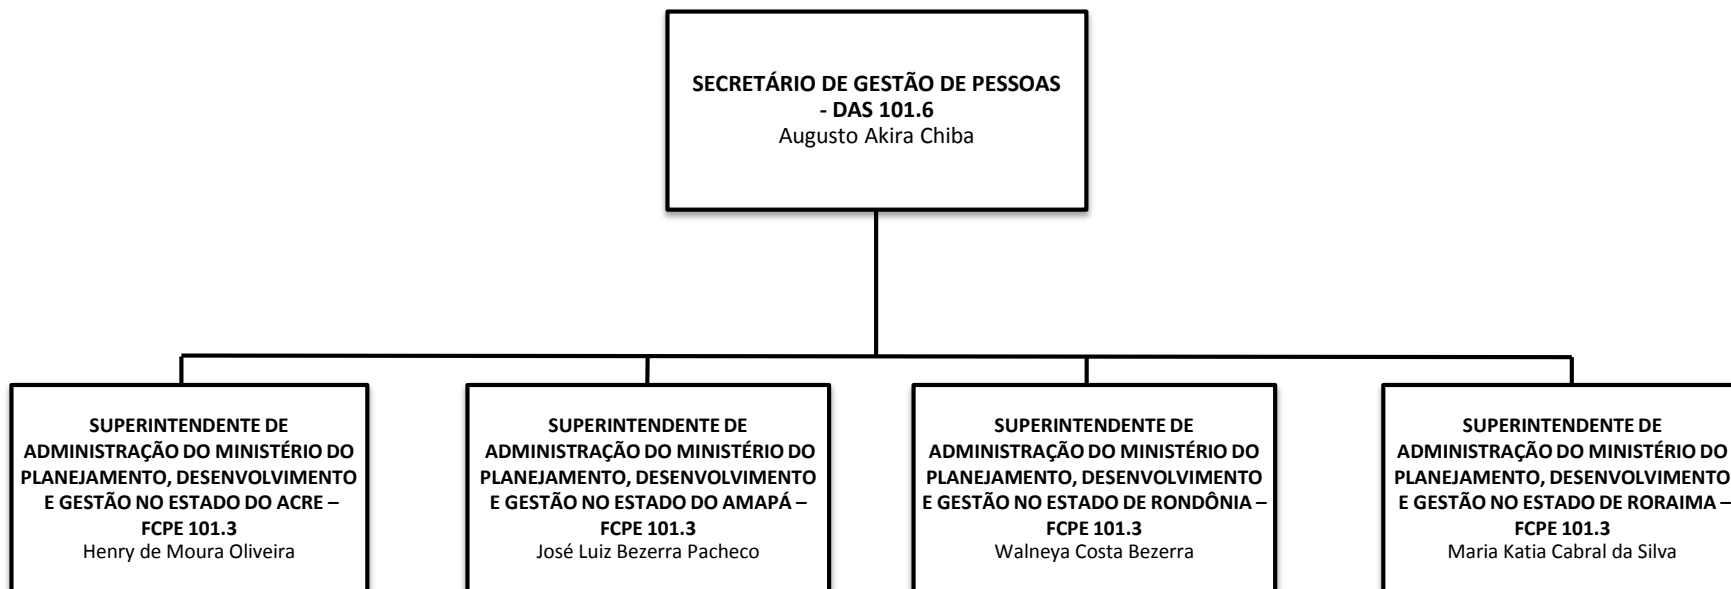 SECRETÁRIO DE GESTÃO DE PESSOAS
- DAS 101.6
Augusto Akira Chiba
SUPERINTENDENTE DE
ADMINISTRAÇÃO DO MINISTÉRIO DO
PLANEJAMENTO, DESENVOLVIMENTO
E GESTÃO NO ESTADO DO ACRE –
FCPE 101.3
Henry de Moura Oliveira
SUPERINTENDENTE DE
ADMINISTRAÇÃO DO MINISTÉRIO DO
PLANEJAMENTO, DESENVOLVIMENTO
E GESTÃO NO ESTADO DO AMAPÁ –
FCPE 101.3
José Luiz Bezerra Pacheco
SUPERINTENDENTE DE
ADMINISTRAÇÃO DO MINISTÉRIO DO
PLANEJAMENTO, DESENVOLVIMENTO
E GESTÃO NO ESTADO DE RONDÔNIA –
FCPE 101.3
Walneya Costa Bezerra
SUPERINTENDENTE DE
ADMINISTRAÇÃO DO MINISTÉRIO DO
PLANEJAMENTO, DESENVOLVIMENTO
E GESTÃO NO ESTADO DE RORAIMA –
FCPE 101.3
Maria Katia Cabral da Silva